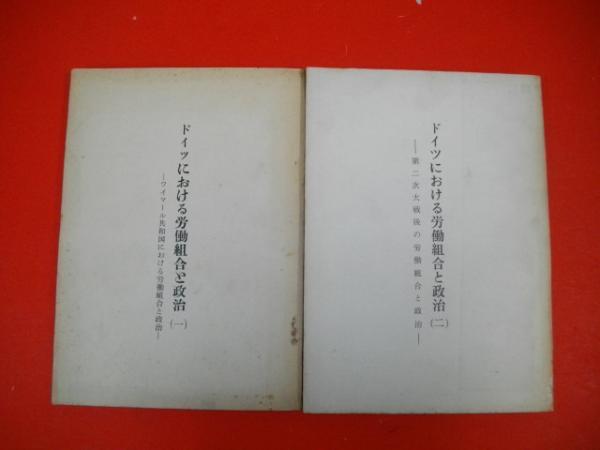 ドイツにおける労働組合と政治(一)
―ワイマール共和国における労働組合と政治―
ドイツにおける労働組合と政治(二)
―第二次大戦後の労働組合と政治―